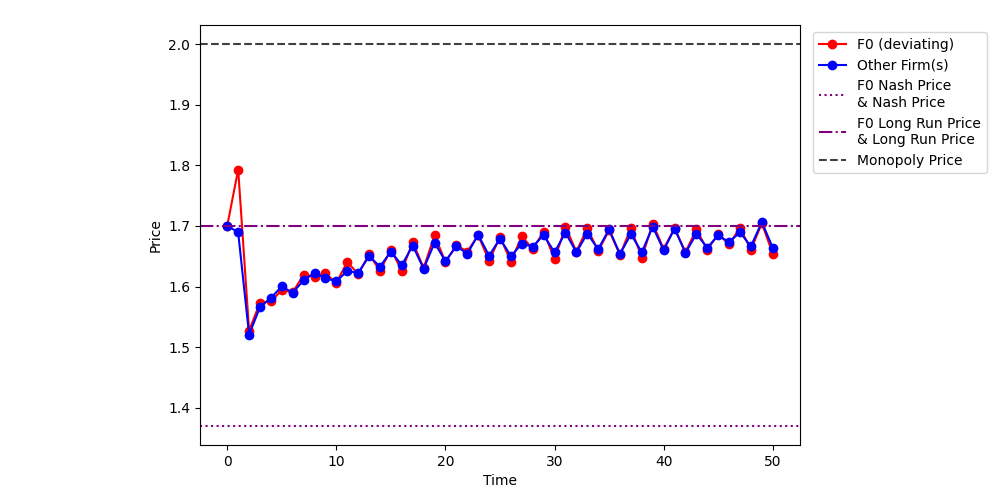 2.0
1.9
1.8
1.7
1.6
1.5
1.4
Price
0
10
20
30
40
50
Time
F0 (deviating)
Other Firm(s)
F0 Nash Price
& Nash Price
F0 Long Run Price
& Long Run Price
Monopoly Price